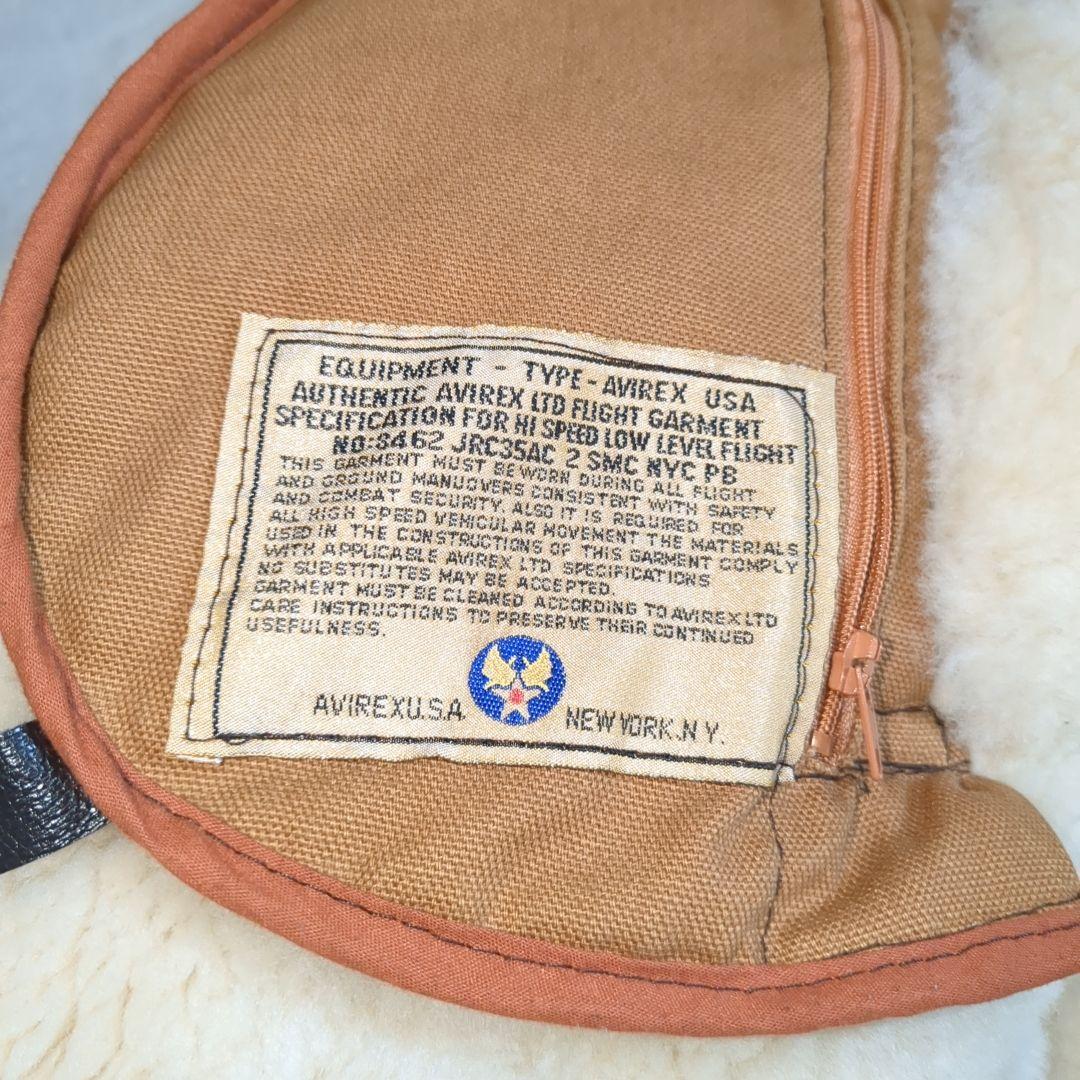 EQUIPMENT - TYPE - AVIREX USA
AUTHENTIC AVIREX LTD FLIGHT GARMENT
SPECIFICATION FOR HI SPEED LOW LEVEL FLIGHT
NO:8462 JRC35AC 2 SMC NYC PB
THIS GARMENT MUST BE WORN DURING ALL FLIGHT
AND GROUND MANUOVERS CONSISTENT WITH SAFETY
AND COMBAT SECURITY. ALSO IT IS REQUIRED FOR
ALL HIGH SPEED VEHICULAR MOVEMENT THE MATERIALS
USED IN THE CONSTRUCTIONS OF THIS GARMENT COMPLY
WITH APPLICABLE AVIREX LTD SPECIFICATIONS
NO SUBSTITUTES MAY BE ACCEPTED.
GARMENT MUST BE CLEANED ACCORDING TO AVIREX LTD
CARE INSTRUCTIONS TO PRESERVE THEIR CONTINUED
USEFULNESS.
AVIREX U.S.A. NEW YORK.N Y.